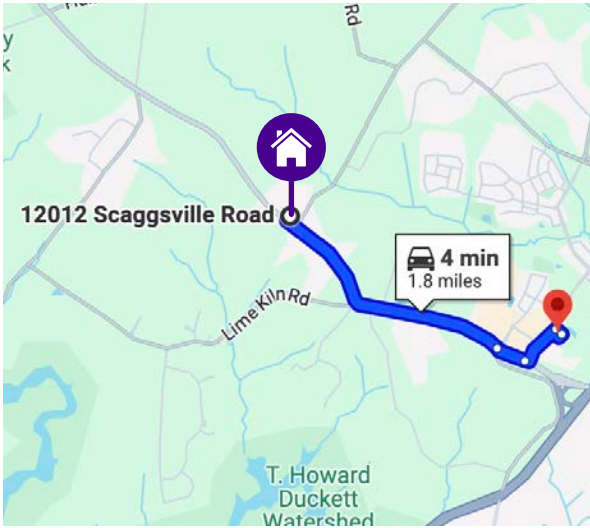 Rd
12012 Scaggsville Road
4 min
1.8 miles
Lime Kiln Rd
T. Howard
Duckett
Watershed